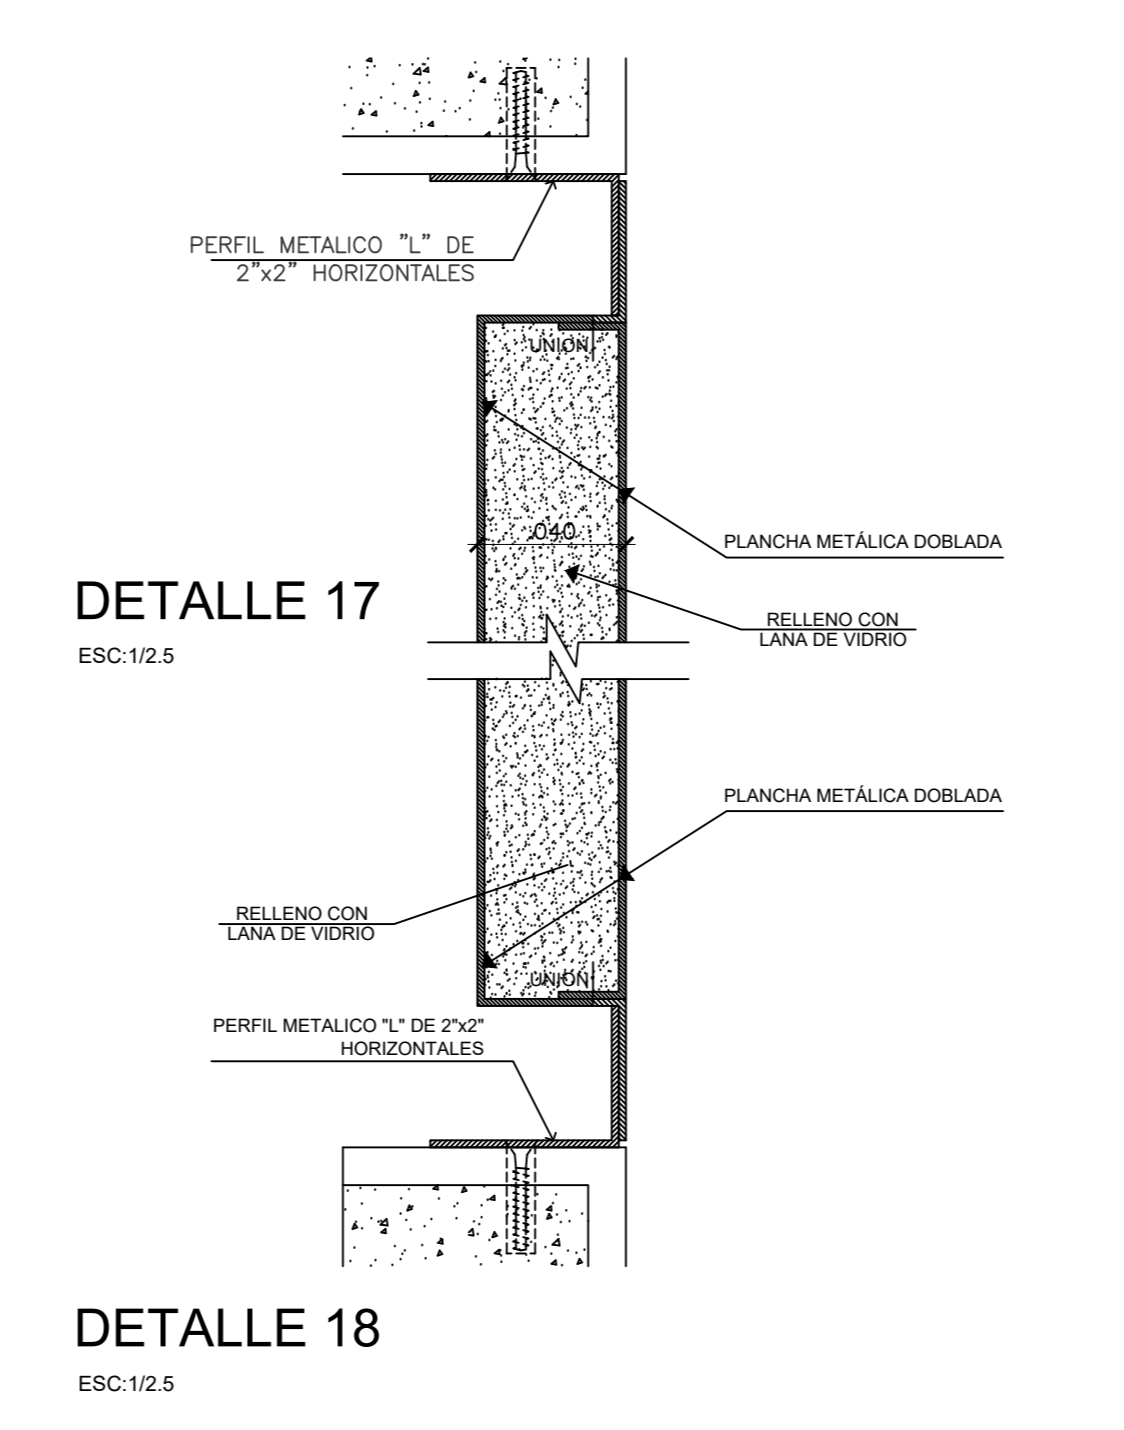 PERFIL METALICO "L" DE
2"x2" HORIZONTALES
UNION
.040
PLANCHA METÁLICA DOBLADA
DETALLE 17
RELLENO CON
LANA DE VIDRIO
ESC:1/2.5
PLANCHA METÁLICA DOBLADA
RELLENO CON
LANA DE VIDRIO
UNION
PERFIL METALICO "L" DE 2"x2"
HORIZONTALES
DETALLE 18
ESC:1/2.5